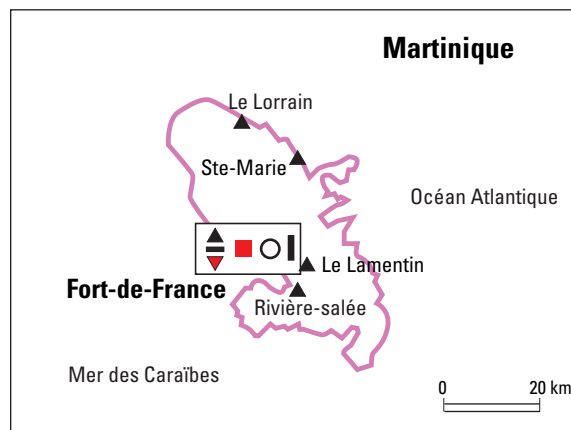 Martinique
Le Lorrain
Ste-Marie
Océan Atlantique
Le Lamentin
Fort-de-France
Rivière-salée
Mer des Caraïbes
0 20 km